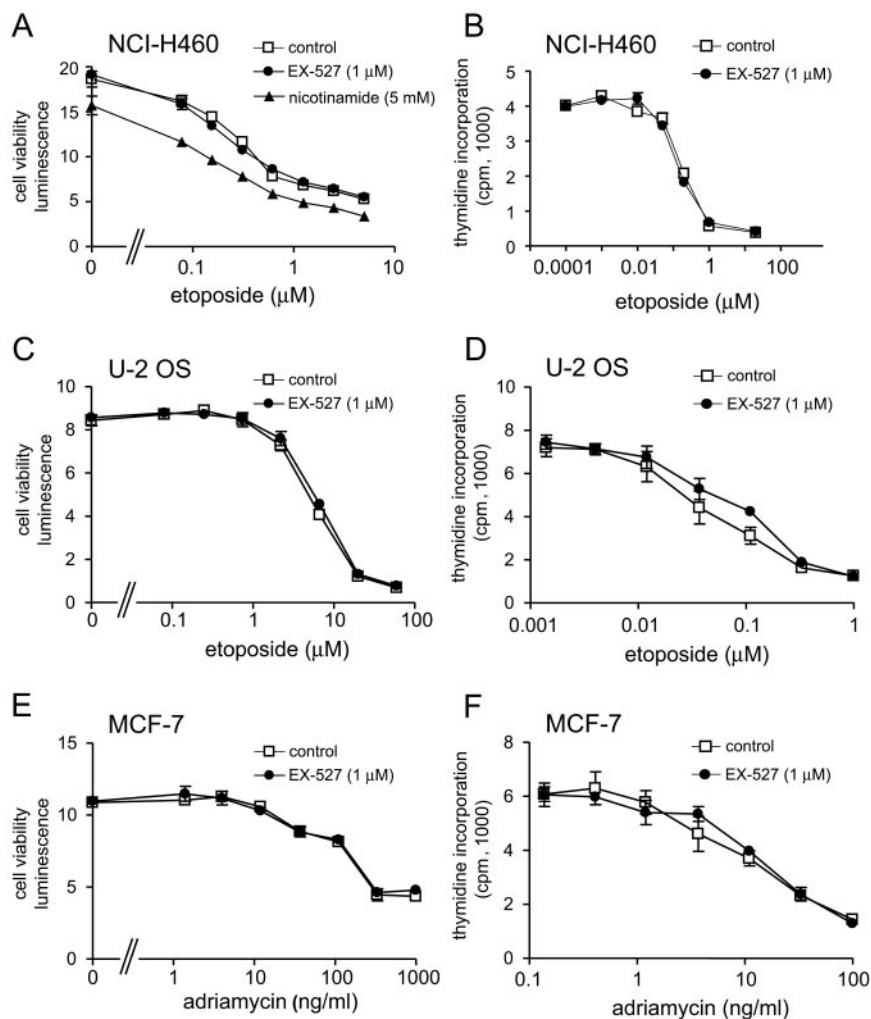 A
NCI-H460
control
EX-527 (1 μM)
nicotinamide (5 mM)
cell viability
luminescence
20
15
10
5
0
0
0.1
1
10
etoposide (μM)
B
NCI-H460
control
EX-527 (1 μM)
thymidine incorporation
(cpm, 1000)
5
4
3
2
1
0
0.0001
0.01
1
100
etoposide (μM)
C
U-2 OS
control
EX-527 (1 μM)
cell viability
luminescence
10
8
6
4
2
0
0
0.1
1
10
100
etoposide (μM)
D
U-2 OS
control
EX-527 (1 μM)
thymidine incorporation
(cpm, 1000)
10
8
6
4
2
0
0.001
0.01
0.1
1
etoposide (μM)
E
MCF-7
control
EX-527 (1 μM)
cell viability
luminescence
15
10
5
0
0
1
10
100
1000
adriamycin (ng/ml)
F
MCF-7
control
EX-527 (1 μM)
thymidine incorporation
(cpm, 1000)
8
6
4
2
0
0.1
1
10
100
adriamycin (ng/ml)